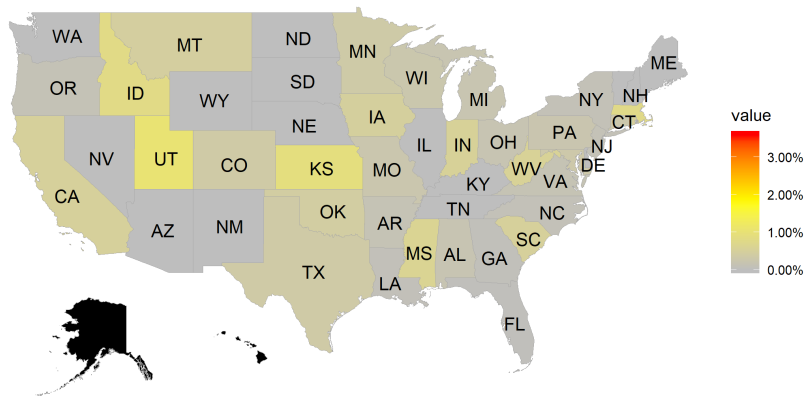 WA
MT
ND
MN
ME
OR
ID
SD
WI
MI
NY
NH
WY
IA
CT
NE
PA
NV
UT
CO
KS
MO
IL
IN
OH
NJ
WV
DE
VA
CA
KY
OK
TN
NC
AZ
NM
AR
MS
AL
SC
GA
TX
LA
FL
value
3.00%
2.00%
1.00%
0.00%